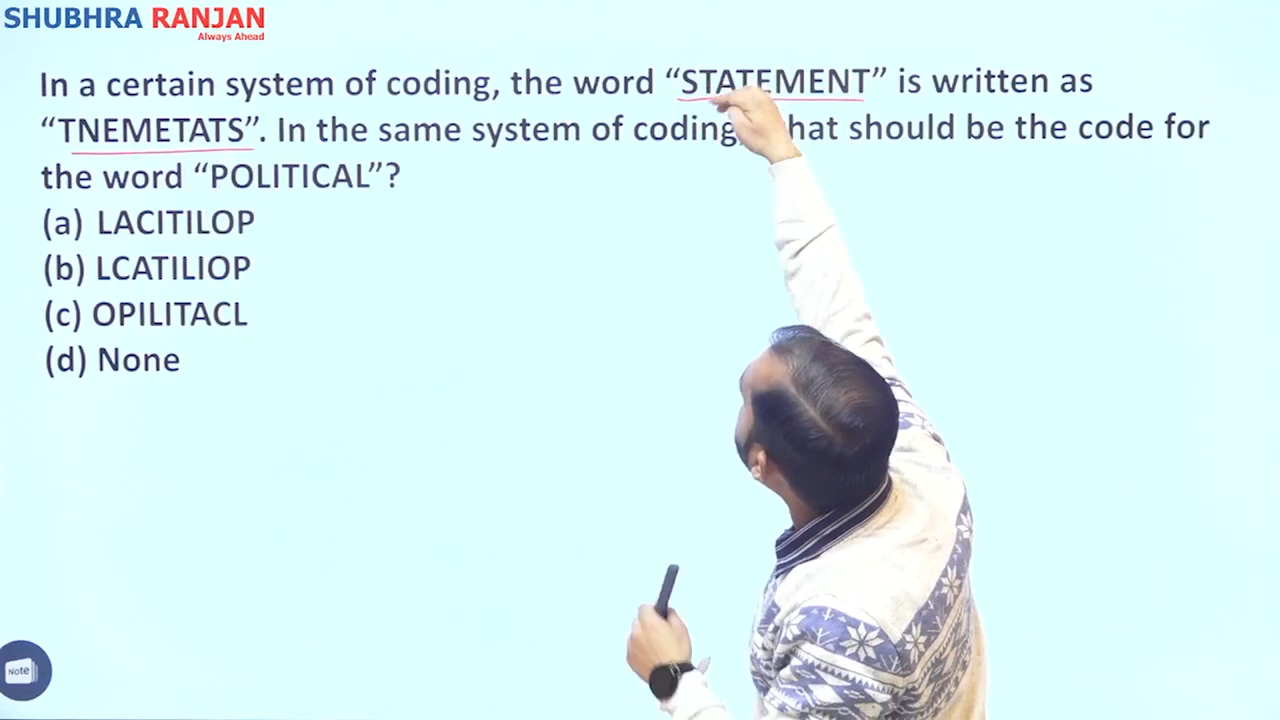 SHUBHRA RANJAN
Always Ahead
In a certain system of coding, the word “STATEMENT” is written as
“TNEMETATS”. In the same system of coding, hat should be the code for
the word “POLITICAL”?
(a) LACITILOP
(b) LCATILIOP
(c) OPILITACL
(d) None
Note